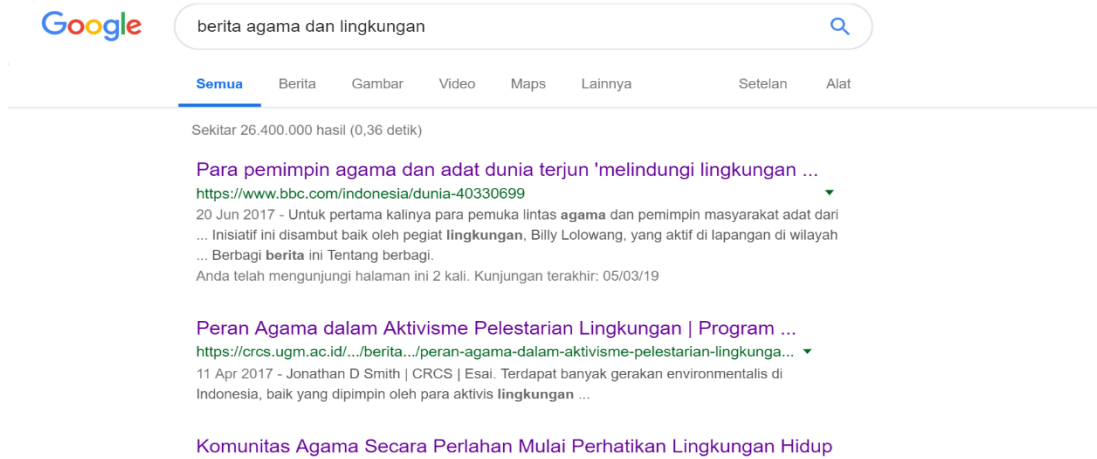 Google
berita agama dan lingkungan
Semua Berita Gambar Video Maps Lainnya Setelan Alat
Sekitar 26.400.000 hasil (0,36 detik)
Para pemimpin agama dan adat dunia terjun 'melindungi lingkungan ...
https://www.bbc.com/indonesia/dunia-40330699
20 Jun 2017 - Untuk pertama kalinya para pemuka lintas agama dan pemimpin masyarakat adat dari
... Inisiatif ini disambut baik oleh pegiat lingkungan, Billy Lolowang, yang aktif di lapangan di wilayah
... Berbagi berita ini Tentang berbagi.
Anda telah mengunjungi halaman ini 2 kali. Kunjungan terakhir: 05/03/19
Peran Agama dalam Aktivisme Pelestarian Lingkungan | Program ...
https://crcs.ugm.ac.id/.../berita.../peran-agama-dalam-aktivisme-pelestarian-lingkunga...
11 Apr 2017 - Jonathan D Smith | CRCS | Esai. Terdapat banyak gerakan environmentalis di
Indonesia, baik yang dipimpin oleh para aktivis lingkungan ...
Komunitas Agama Secara Perlahan Mulai Perhatikan Lingkungan Hidup